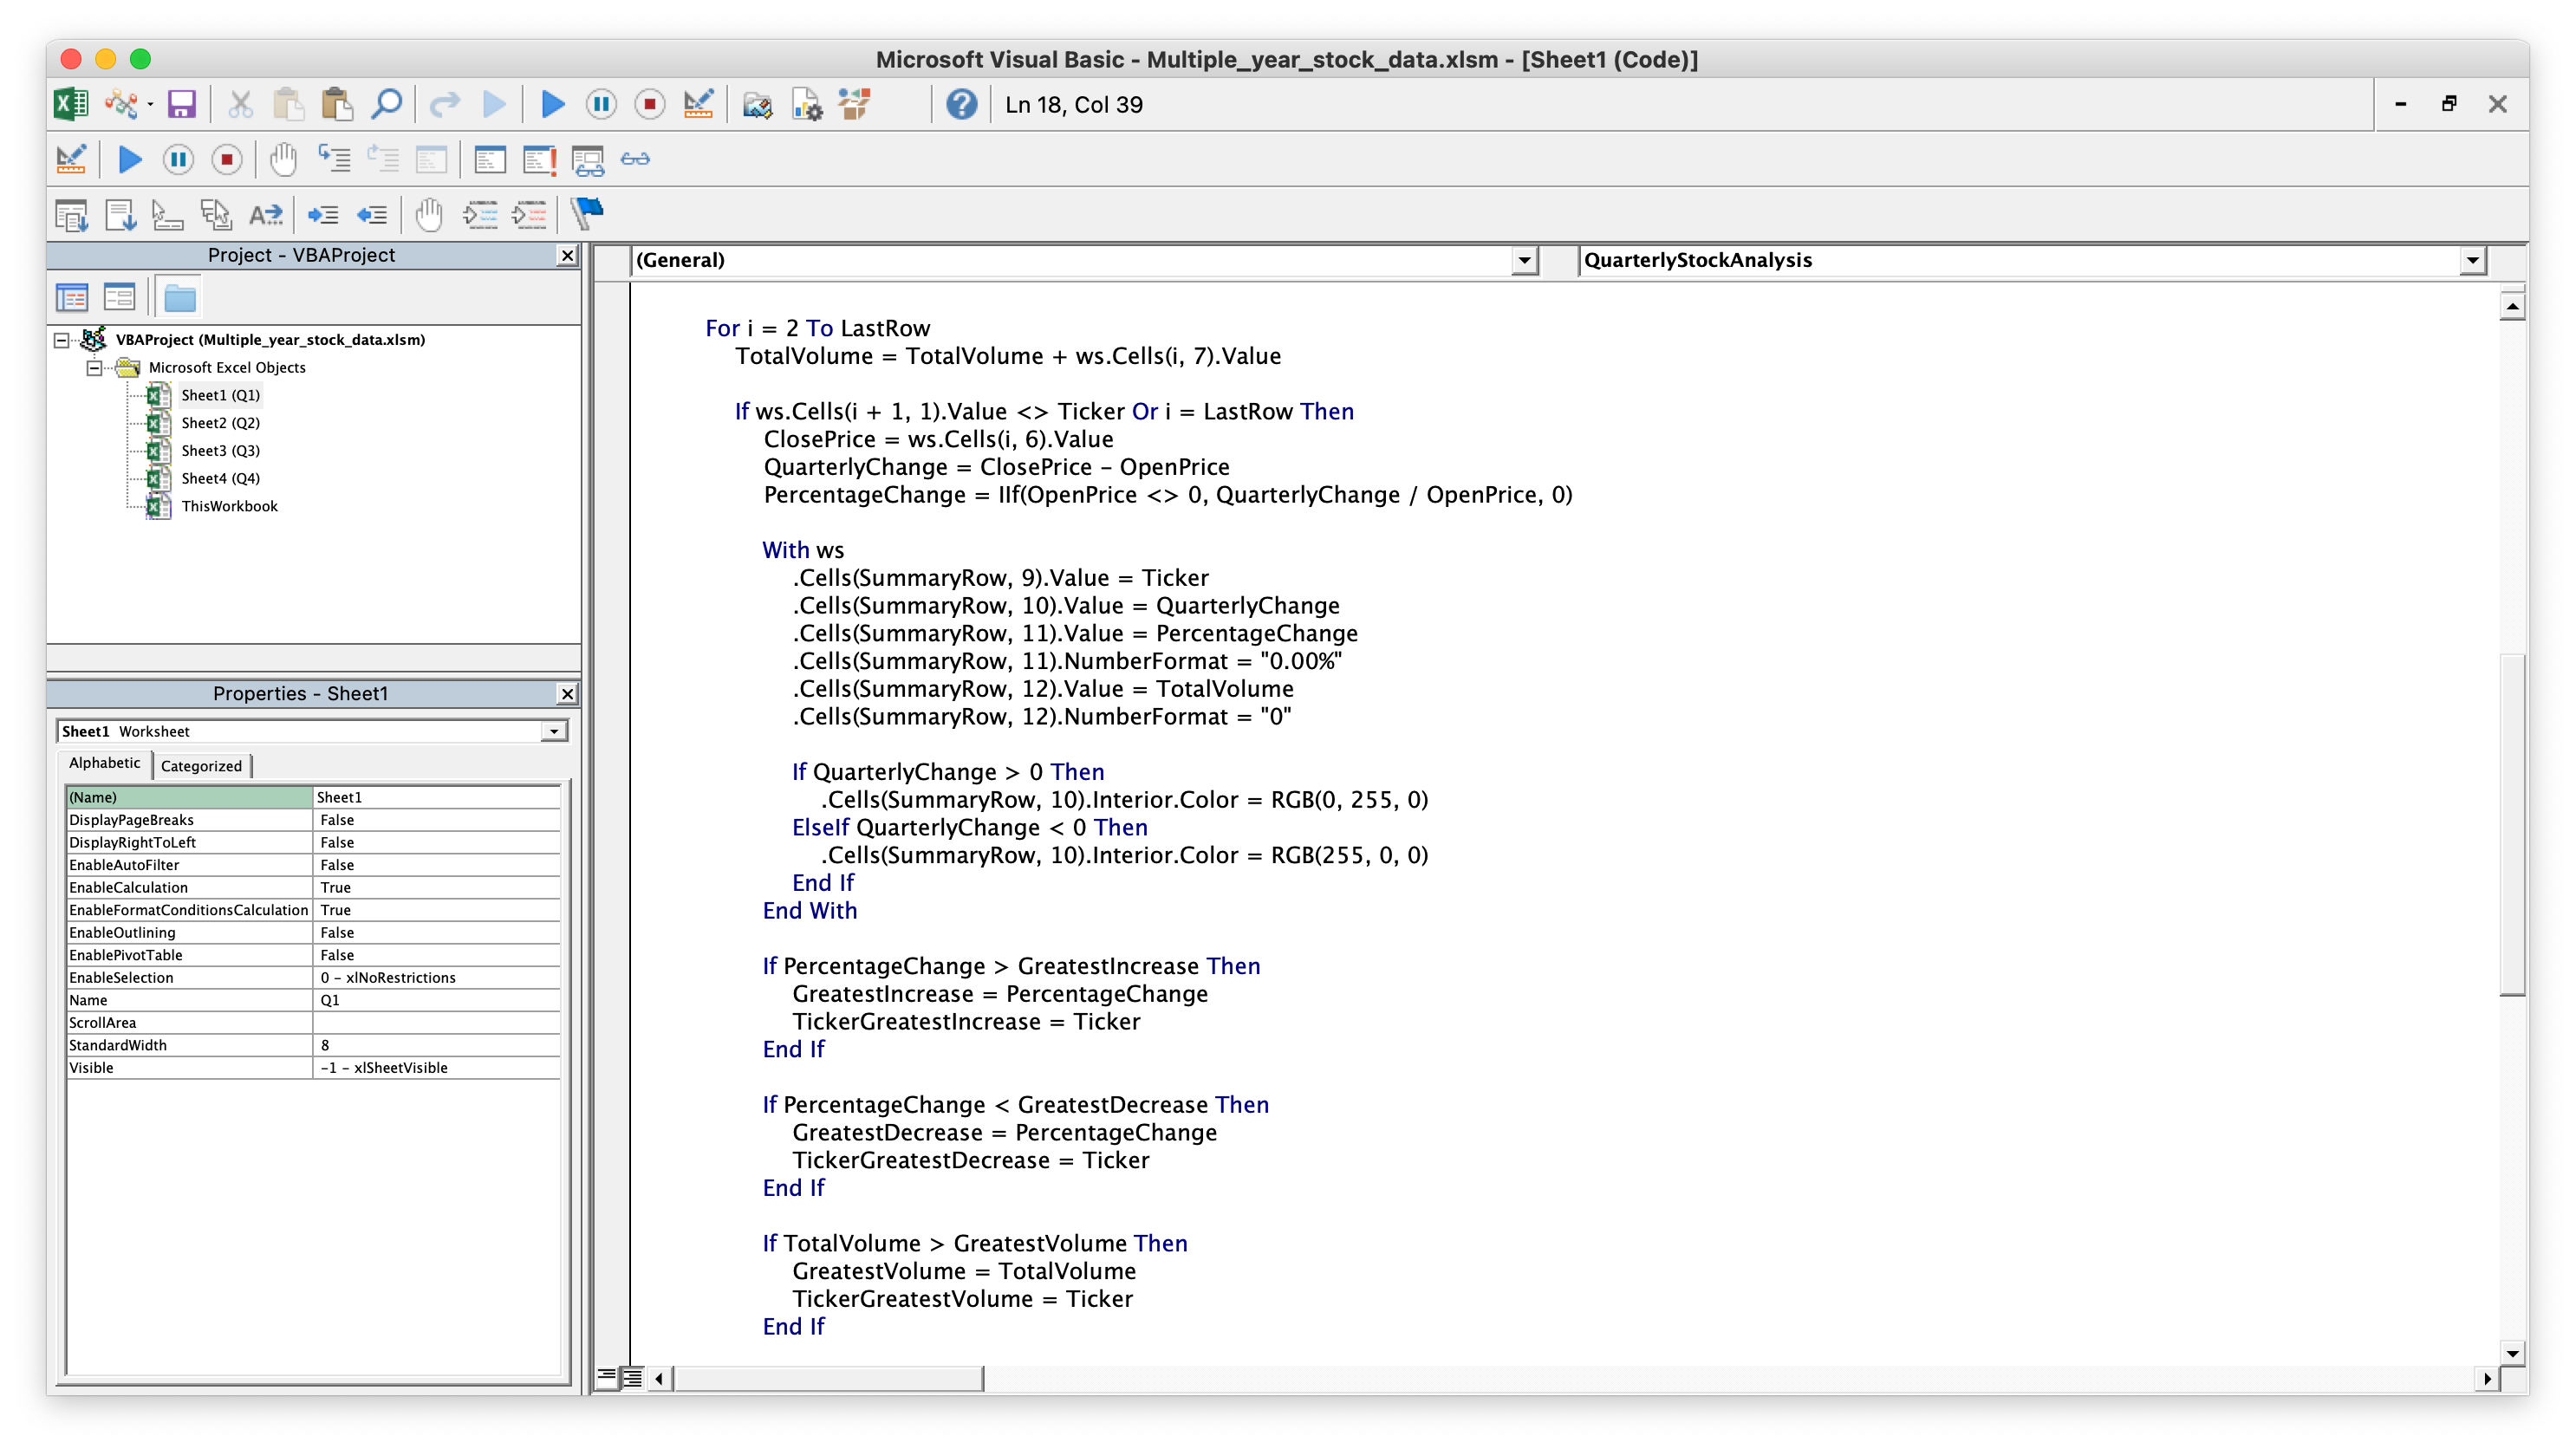 Microsoft Visual Basic - Multiple_year_stock_data.xlsm - [Sheet1 (Code)]
Ln 18, Col 39
Project - VBAProject
VBAProject (Multiple_year_stock_data.xlsm)
Microsoft Excel Objects
Sheet1 (Q1)
Sheet2 (Q2)
Sheet3 (Q3)
Sheet4 (Q4)
ThisWorkbook
Properties - Sheet1
Sheet1 Worksheet
Alphabetic Categorized
(Name) Sheet1
DisplayPageBreaks False
DisplayRightToLeft False
EnableAutoFilter False
EnableCalculation True
EnableFormatConditionsCalculation True
EnableOutlining False
EnablePivotTable False
EnableSelection 0 - xlNoRestrictions
Name Q1
ScrollArea
StandardWidth 8
Visible -1 - xlSheetVisible
(General) QuarterlyStockAnalysis
For i = 2 To LastRow
TotalVolume = TotalVolume + ws.Cells(i, 7).Value
If ws.Cells(i + 1, 1).Value <> Ticker Or i = LastRow Then
ClosePrice = ws.Cells(i, 6).Value
QuarterlyChange = ClosePrice - OpenPrice
PercentageChange = IIf(OpenPrice <> 0, QuarterlyChange / OpenPrice, 0)
With ws
.Cells(SummaryRow, 9).Value = Ticker
.Cells(SummaryRow, 10).Value = QuarterlyChange
.Cells(SummaryRow, 11).Value = PercentageChange
.Cells(SummaryRow, 11).NumberFormat = "0.00%"
.Cells(SummaryRow, 12).Value = TotalVolume
.Cells(SummaryRow, 12).NumberFormat = "0"
If QuarterlyChange > 0 Then
.Cells(SummaryRow, 10).Interior.Color = RGB(0, 255, 0)
ElseIf QuarterlyChange < 0 Then
.Cells(SummaryRow, 10).Interior.Color = RGB(255, 0, 0)
End If
End With
If PercentageChange > GreatestIncrease Then
GreatestIncrease = PercentageChange
TickerGreatestIncrease = Ticker
End If
If PercentageChange < GreatestDecrease Then
GreatestDecrease = PercentageChange
TickerGreatestDecrease = Ticker
End If
If TotalVolume > GreatestVolume Then
GreatestVolume = TotalVolume
TickerGreatestVolume = Ticker
End If